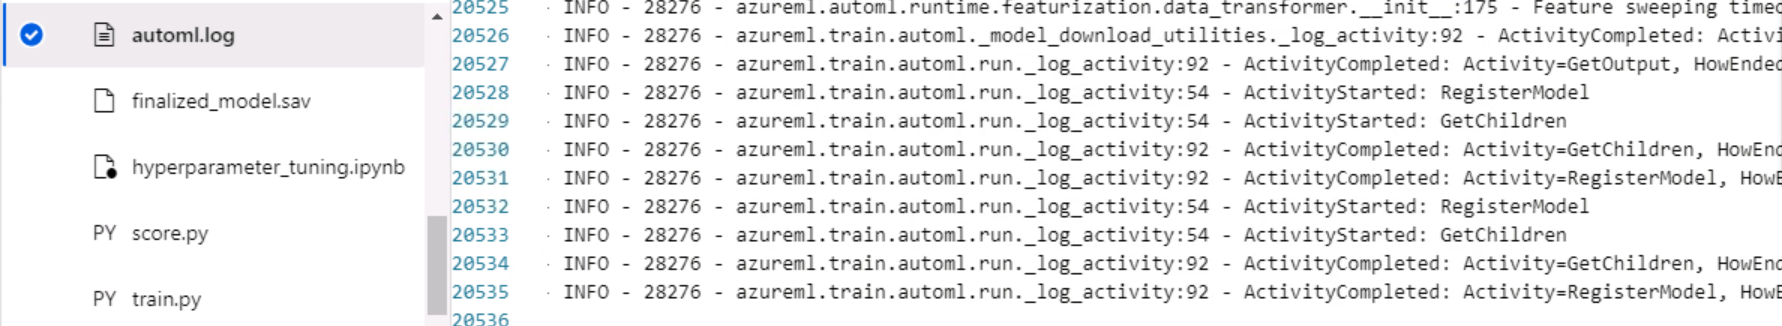 automl.log
finalized_model.sav
hyperparameter_tuning.ipynb
PY score.py
PY train.py
20525 · INFO - 28276 - azureml.automl.runtime.featurization.data_transformer.__init__:175 - Feature sweeping timed
20526 · INFO - 28276 - azureml.train.automl._model_download_utilities._log_activity:92 - ActivityCompleted: Activi
20527 · INFO - 28276 - azureml.train.automl.run._log_activity:92 - ActivityCompleted: Activity=GetOutput, HowEnded
20528 · INFO - 28276 - azureml.train.automl.run._log_activity:54 - ActivityStarted: RegisterModel
20529 · INFO - 28276 - azureml.train.automl.run._log_activity:54 - ActivityStarted: GetChildren
20530 · INFO - 28276 - azureml.train.automl.run._log_activity:92 - ActivityCompleted: Activity=GetChildren, HowEnd
20531 · INFO - 28276 - azureml.train.automl.run._log_activity:92 - ActivityCompleted: Activity=RegisterModel, HowE
20532 · INFO - 28276 - azureml.train.automl.run._log_activity:54 - ActivityStarted: RegisterModel
20533 · INFO - 28276 - azureml.train.automl.run._log_activity:54 - ActivityStarted: GetChildren
20534 · INFO - 28276 - azureml.train.automl.run._log_activity:92 - ActivityCompleted: Activity=GetChildren, HowEnd
20535 · INFO - 28276 - azureml.train.automl.run._log_activity:92 - ActivityCompleted: Activity=RegisterModel, HowE
20536